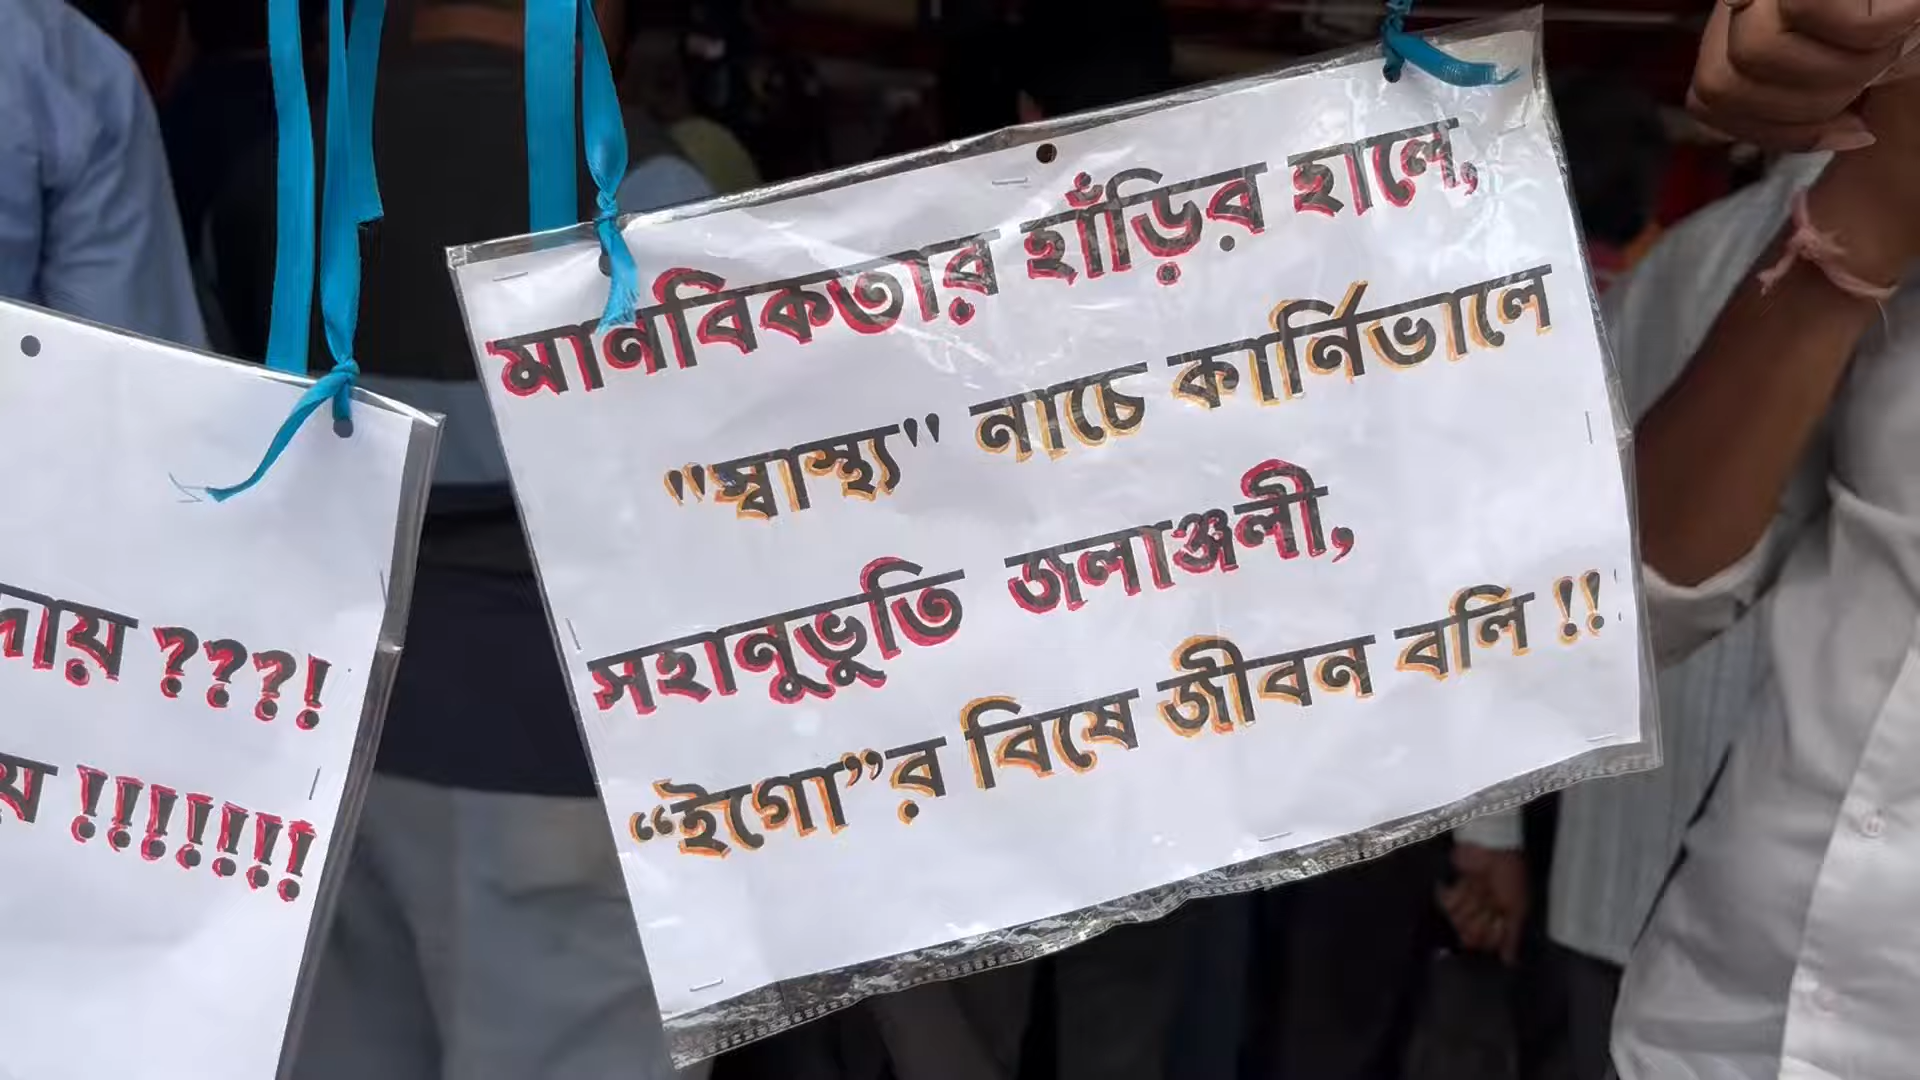 মানবিকতার হাঁড়ির হালে,
"স্বাস্থ্য" নাচে কার্নিভালে
সহানুভূতি জলাঞ্জলী,
“ইগো”র বিষে জীবন বলি !!
???!
!!!!!!!